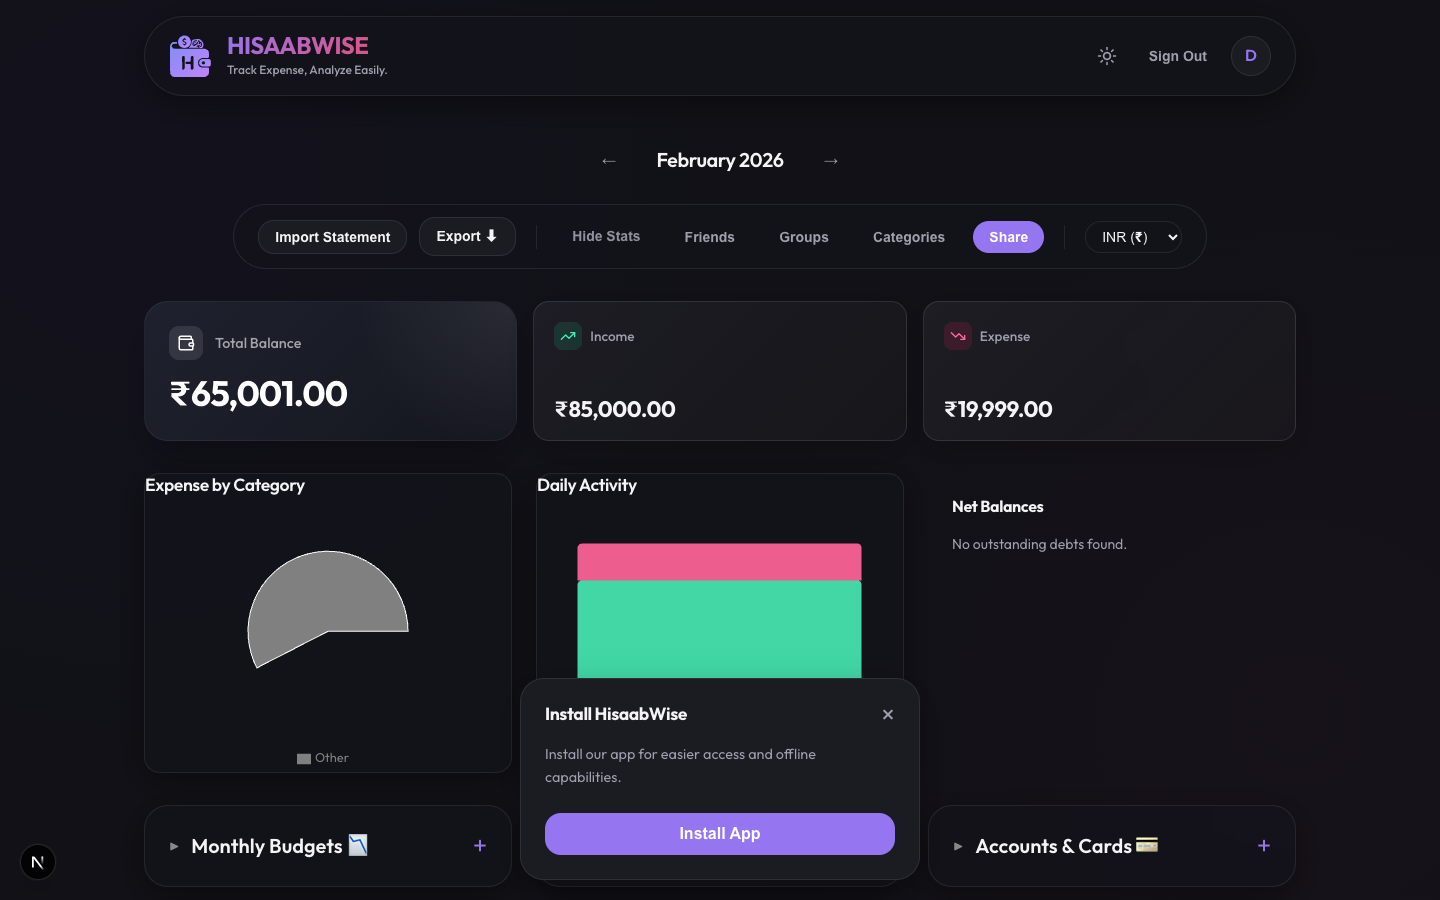 HISAABWISE
Track Expense, Analyze Easily.
Sign Out
D
← February 2026 →
Import Statement
Export ⬇
Hide Stats
Friends
Groups
Categories
Share
INR (₹)
Total Balance
₹65,001.00
Income
₹85,000.00
Expense
₹19,999.00
Expense by Category
Other
Daily Activity
Net Balances
No outstanding debts found.
Install HisaabWise
×
Install our app for easier access and offline
capabilities.
Install App
Monthly Budgets 📉
+
Accounts & Cards 💳
+
N
H
$